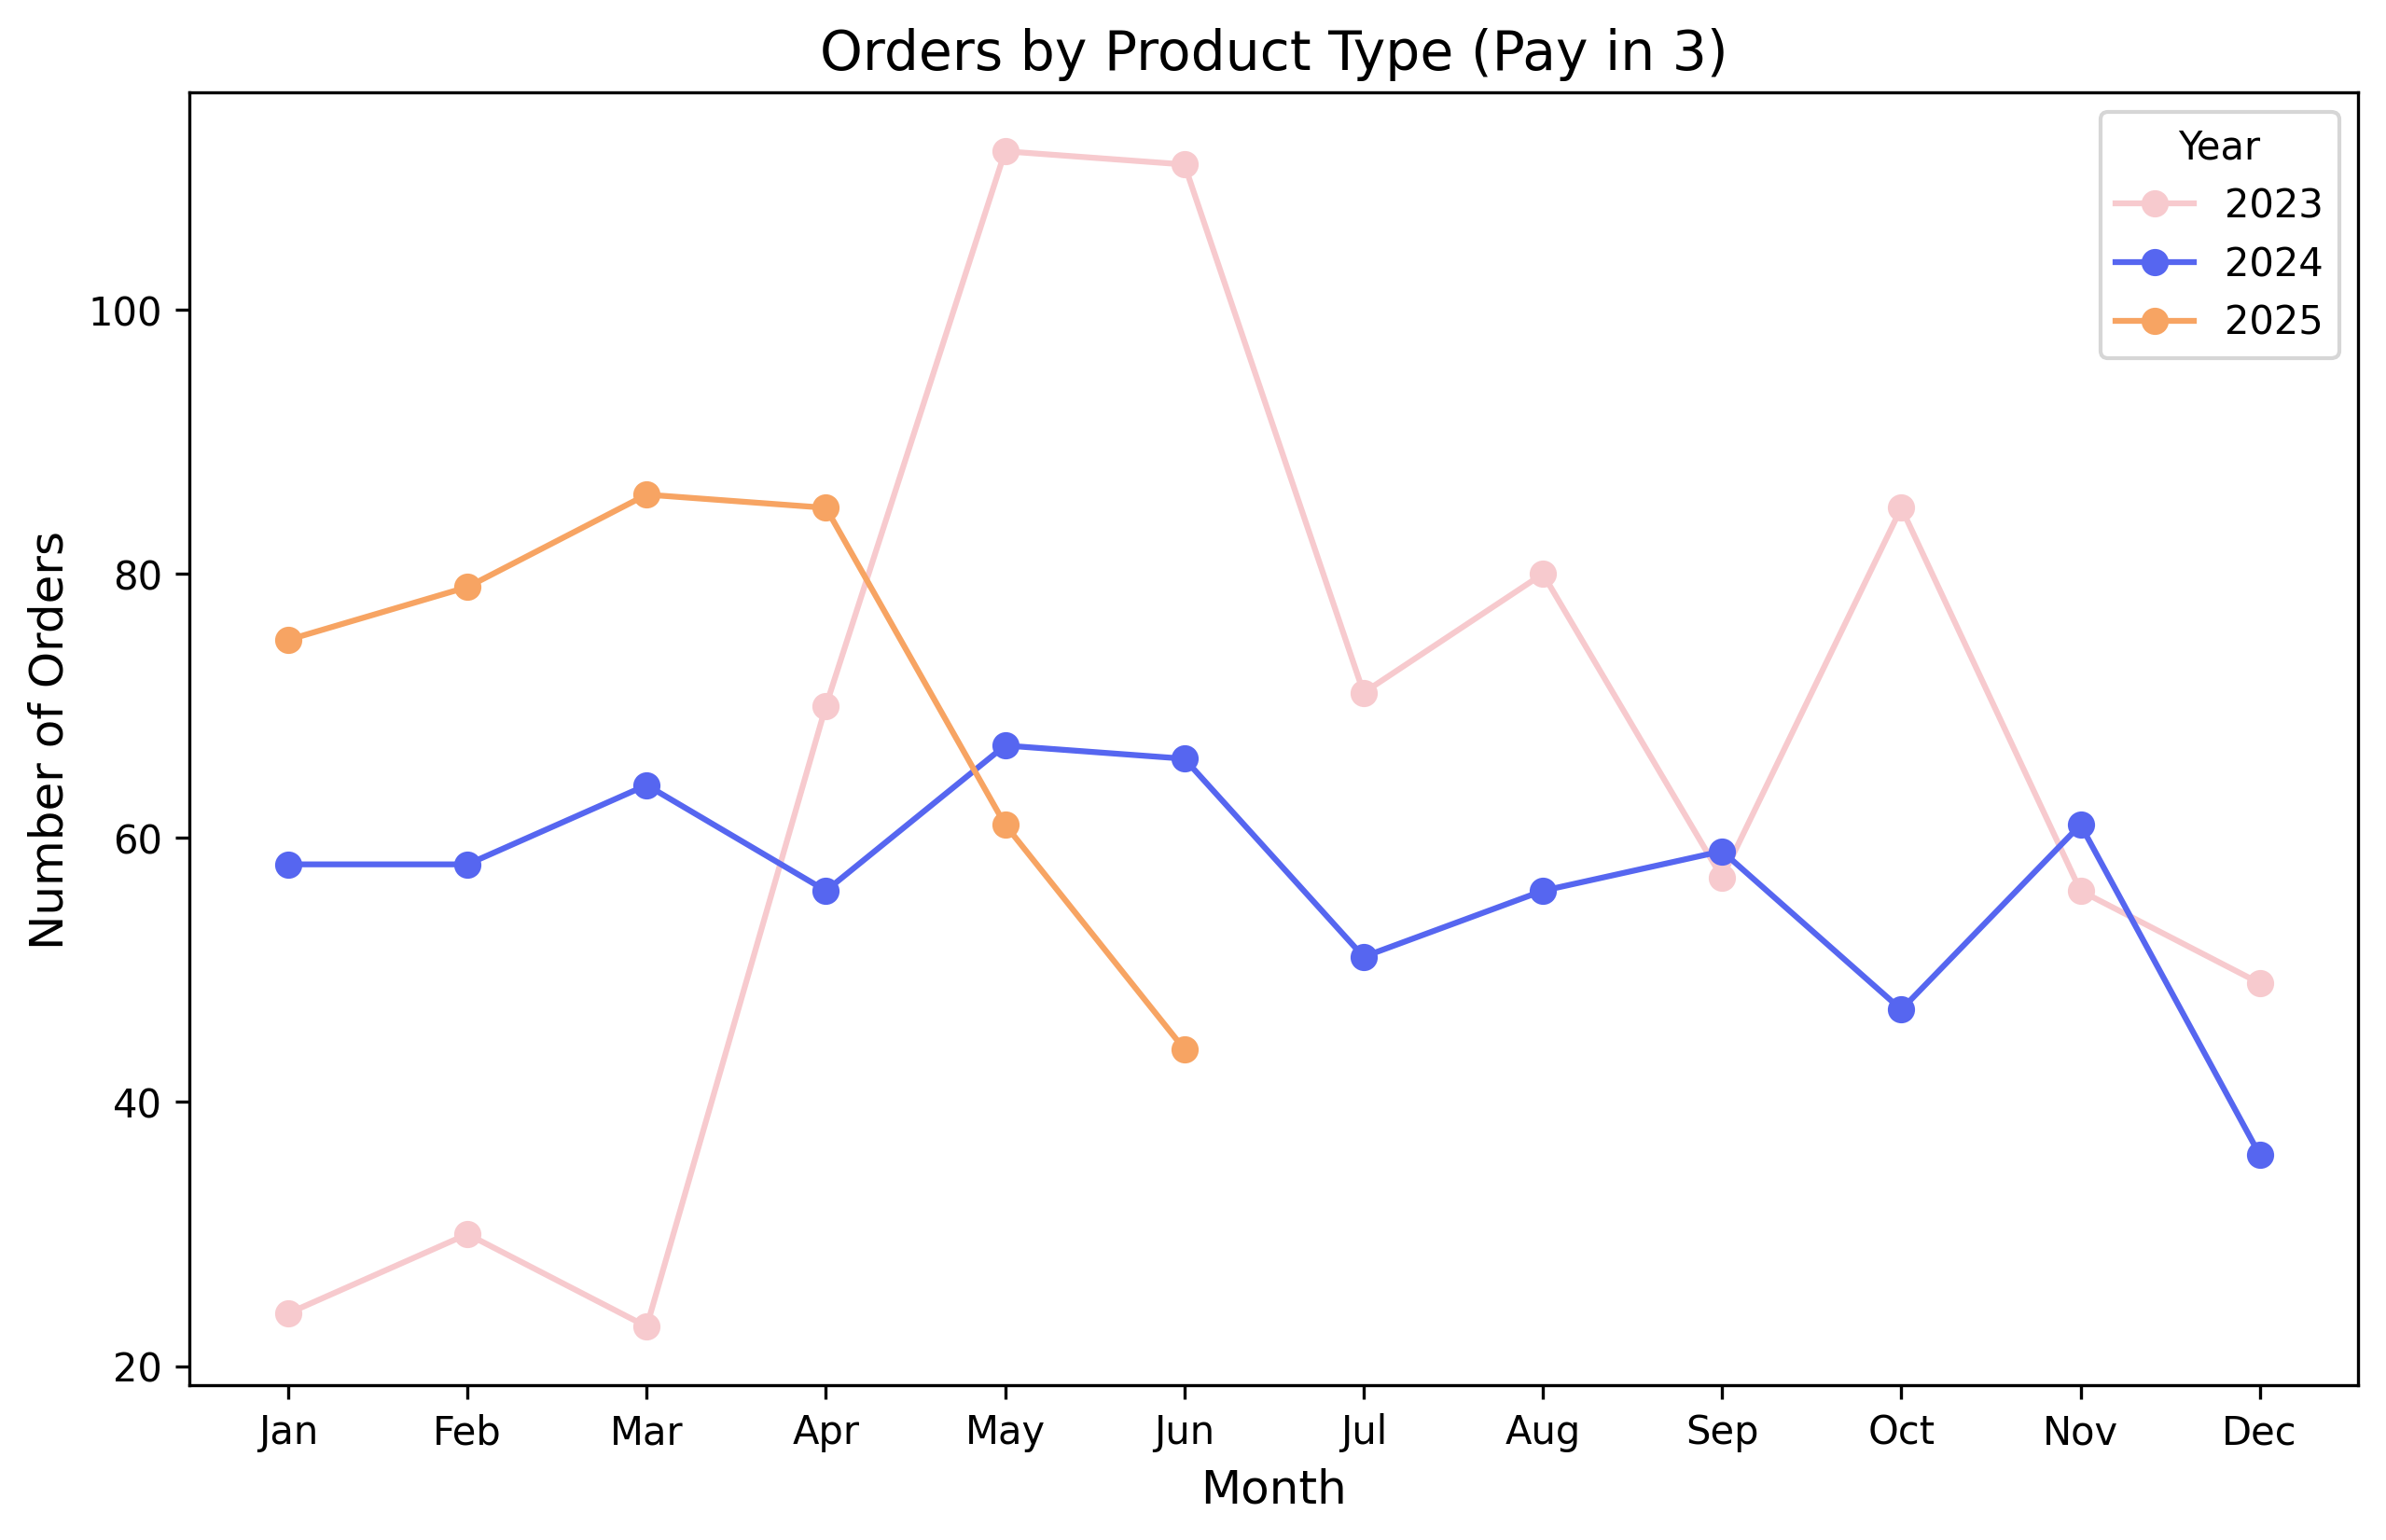 Orders by Product Type (Pay in 3)
Year
2023
2024
2025
Number of Orders
100
80
60
40
20
Jan Feb Mar Apr May Jun Jul Aug Sep Oct Nov Dec
Month